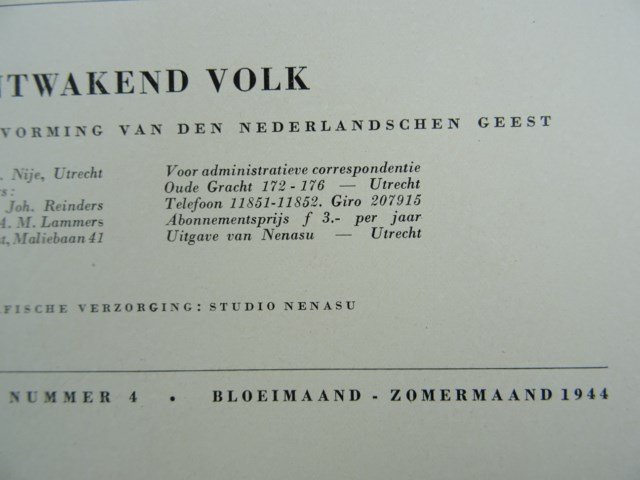 NTWAKEND VOLK
VORMING VAN DEN NEDERLANDSCHEN GEEST
. Nije, Utrecht
rs:
Joh. Reinders
A. M. Lammers
t, Maliebaan 41
Voor administratieve correspondentie
Oude Gracht 172 - 176 — Utrecht
Telefoon 11851-11852. Giro 207915
Abonnementsprijs f 3.- per jaar
Uitgave van Nenasu — Utrecht
FISCHE VERZORGING: STUDIO NENASU
NUMMER 4 • BLOEIMAAND - ZOMERMAAND 1944